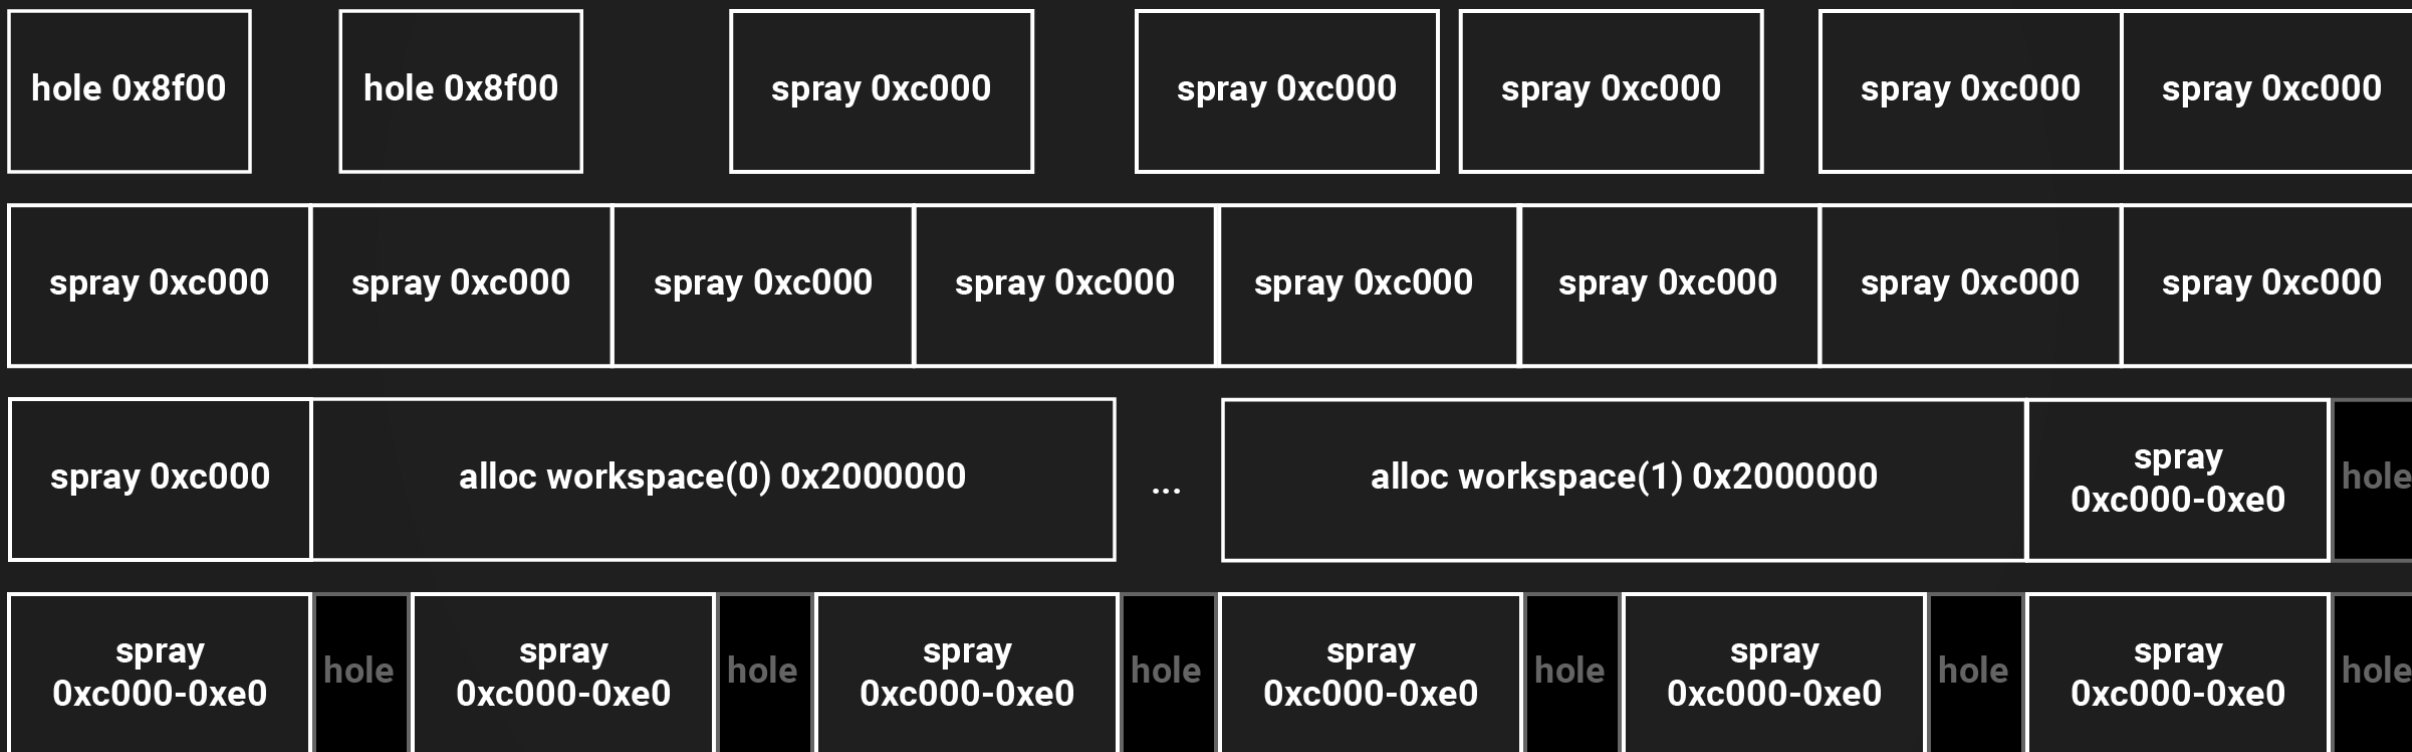 hole 0x8f00
hole 0x8f00
spray 0xc000
spray 0xc000
spray 0xc000
spray 0xc000
spray 0xc000
spray 0xc000
spray 0xc000
spray 0xc000
spray 0xc000
spray 0xc000
spray 0xc000
spray 0xc000
spray 0xc000
spray 0xc000
alloc workspace(0) 0x2000000
...
alloc workspace(1) 0x2000000
spray
0xc000-0xe0
hole
spray
0xc000-0xe0
hole
spray
0xc000-0xe0
hole
spray
0xc000-0xe0
hole
spray
0xc000-0xe0
hole
spray
0xc000-0xe0
hole
spray
0xc000-0xe0
hole